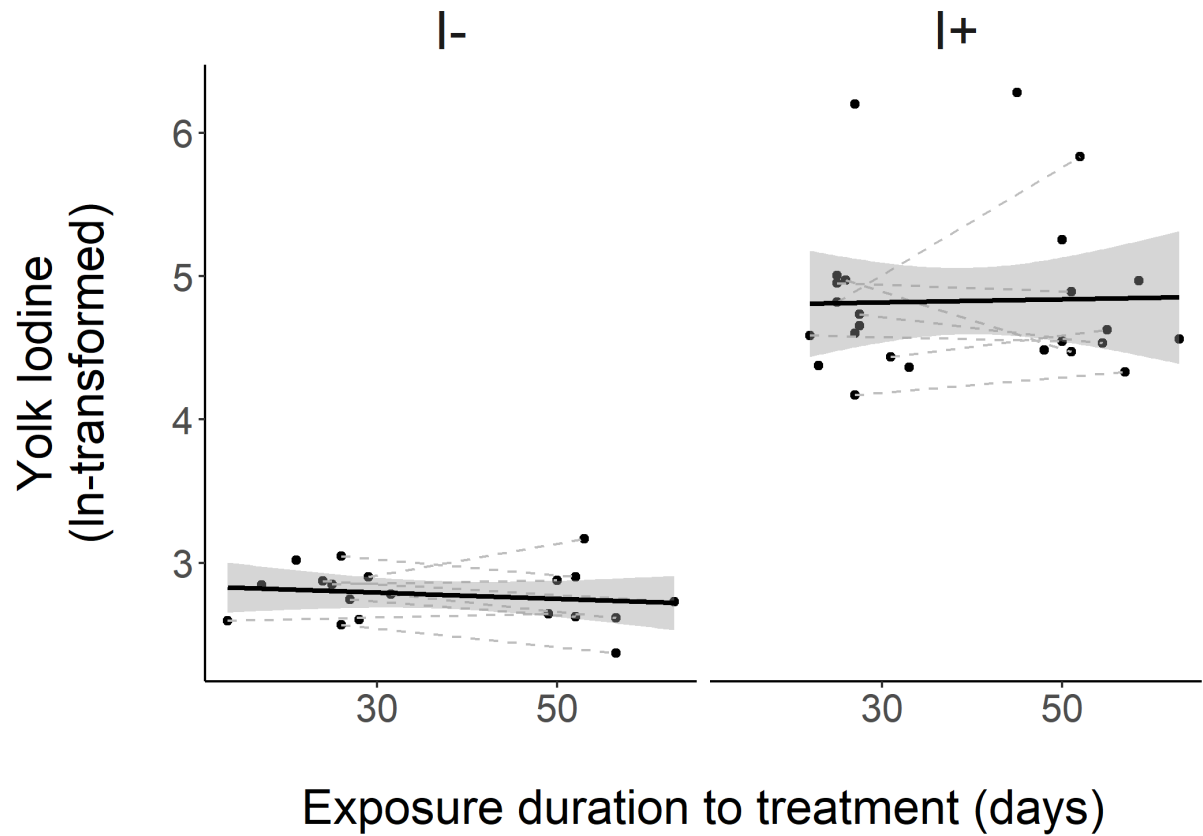 I-
I+
Yolk Iodine
(ln-transformed)
6
5
4
3
30
50
30
50
Exposure duration to treatment (days)